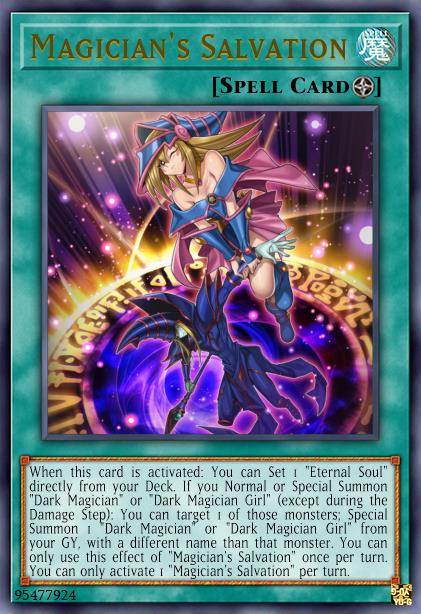 Magician's Salvation
SPELL
魔
[Spell Card]
When this card is activated: You can Set 1 "Eternal Soul"
directly from your Deck. If you Normal or Special Summon
"Dark Magician" or "Dark Magician Girl" (except during the
Damage Step): You can target 1 of those monsters; Special
Summon 1 "Dark Magician" or "Dark Magician Girl" from
your GY, with a different name than that monster. You can
only use this effect of "Magician's Salvation" once per turn.
You can only activate 1 "Magician's Salvation" per turn.
95477924